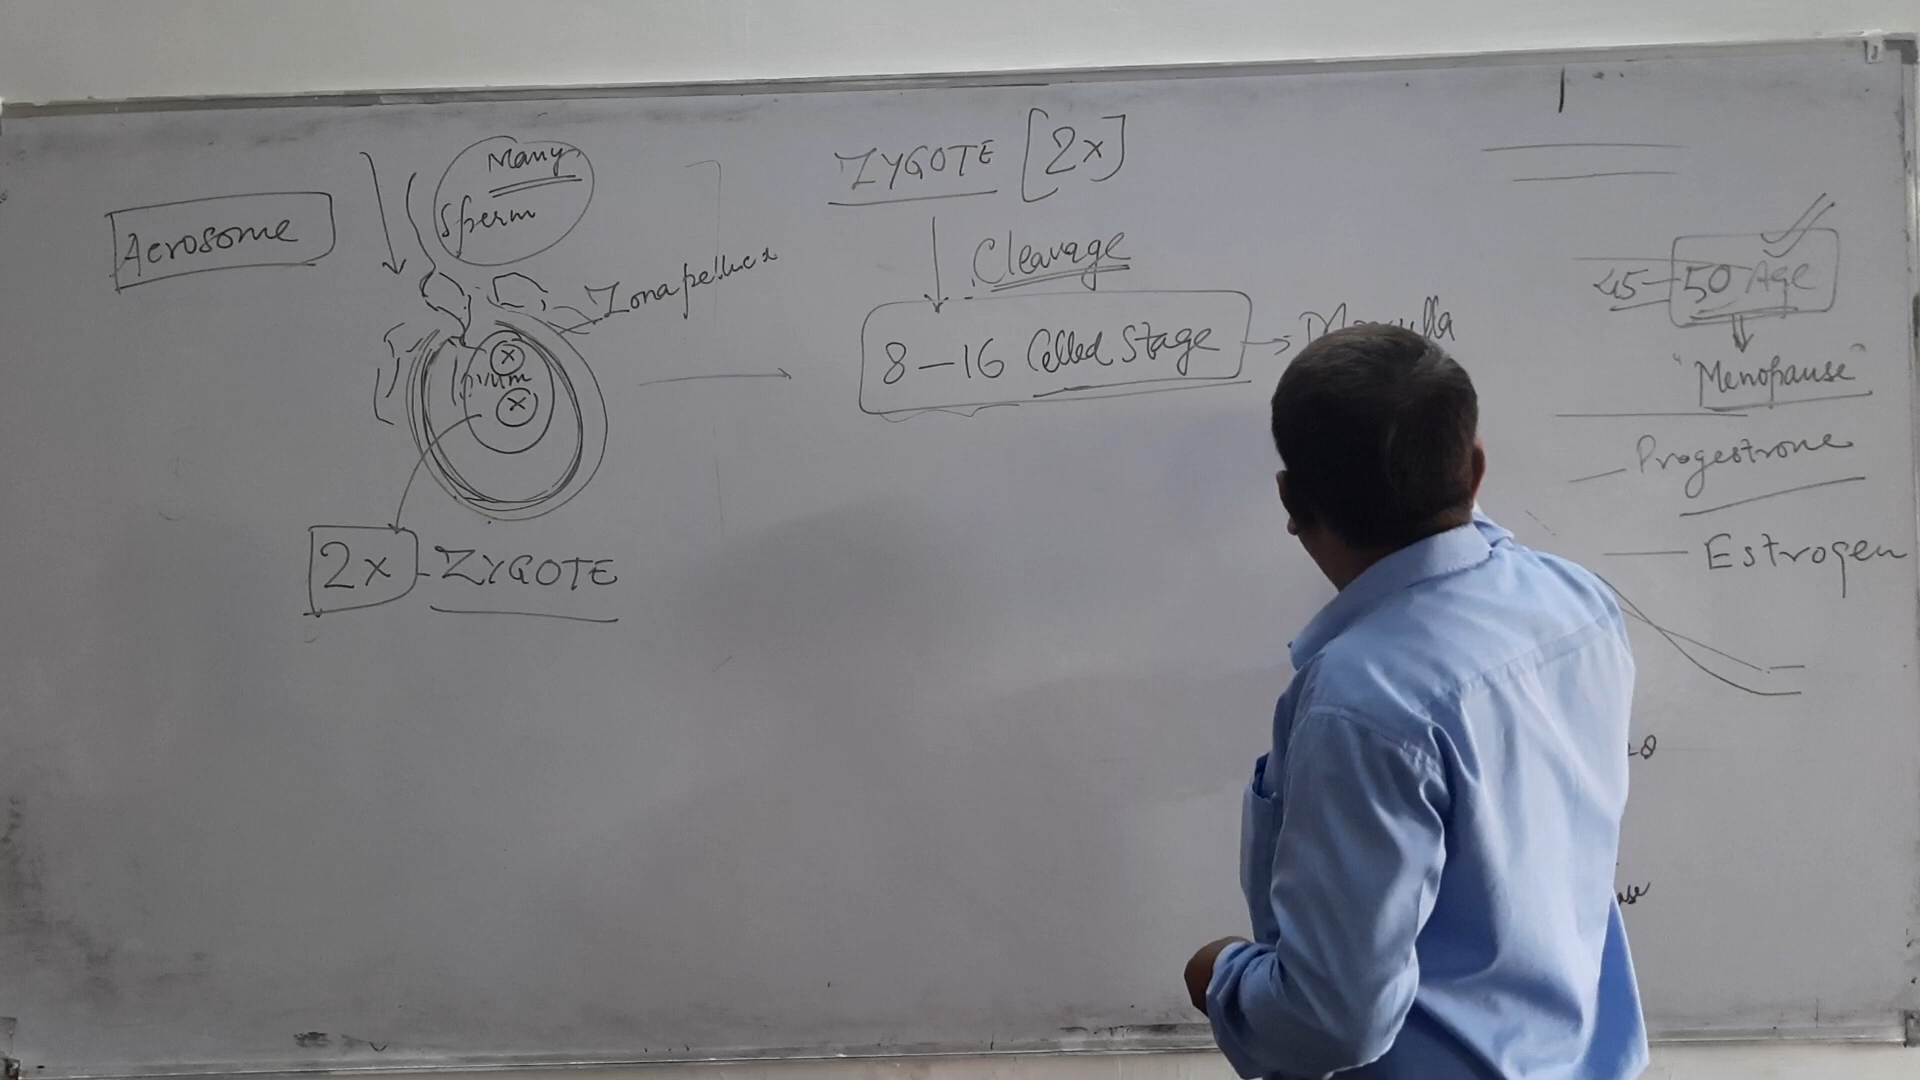 Many
Sperm
Acrosome
Zona pelluci
ovum
x
x
2x - ZYGOTE
ZYGOTE [2x]
Cleavage
8-16 Celled Stage →
45-50 Age
"Menopause"
Progestrone
Estrogen